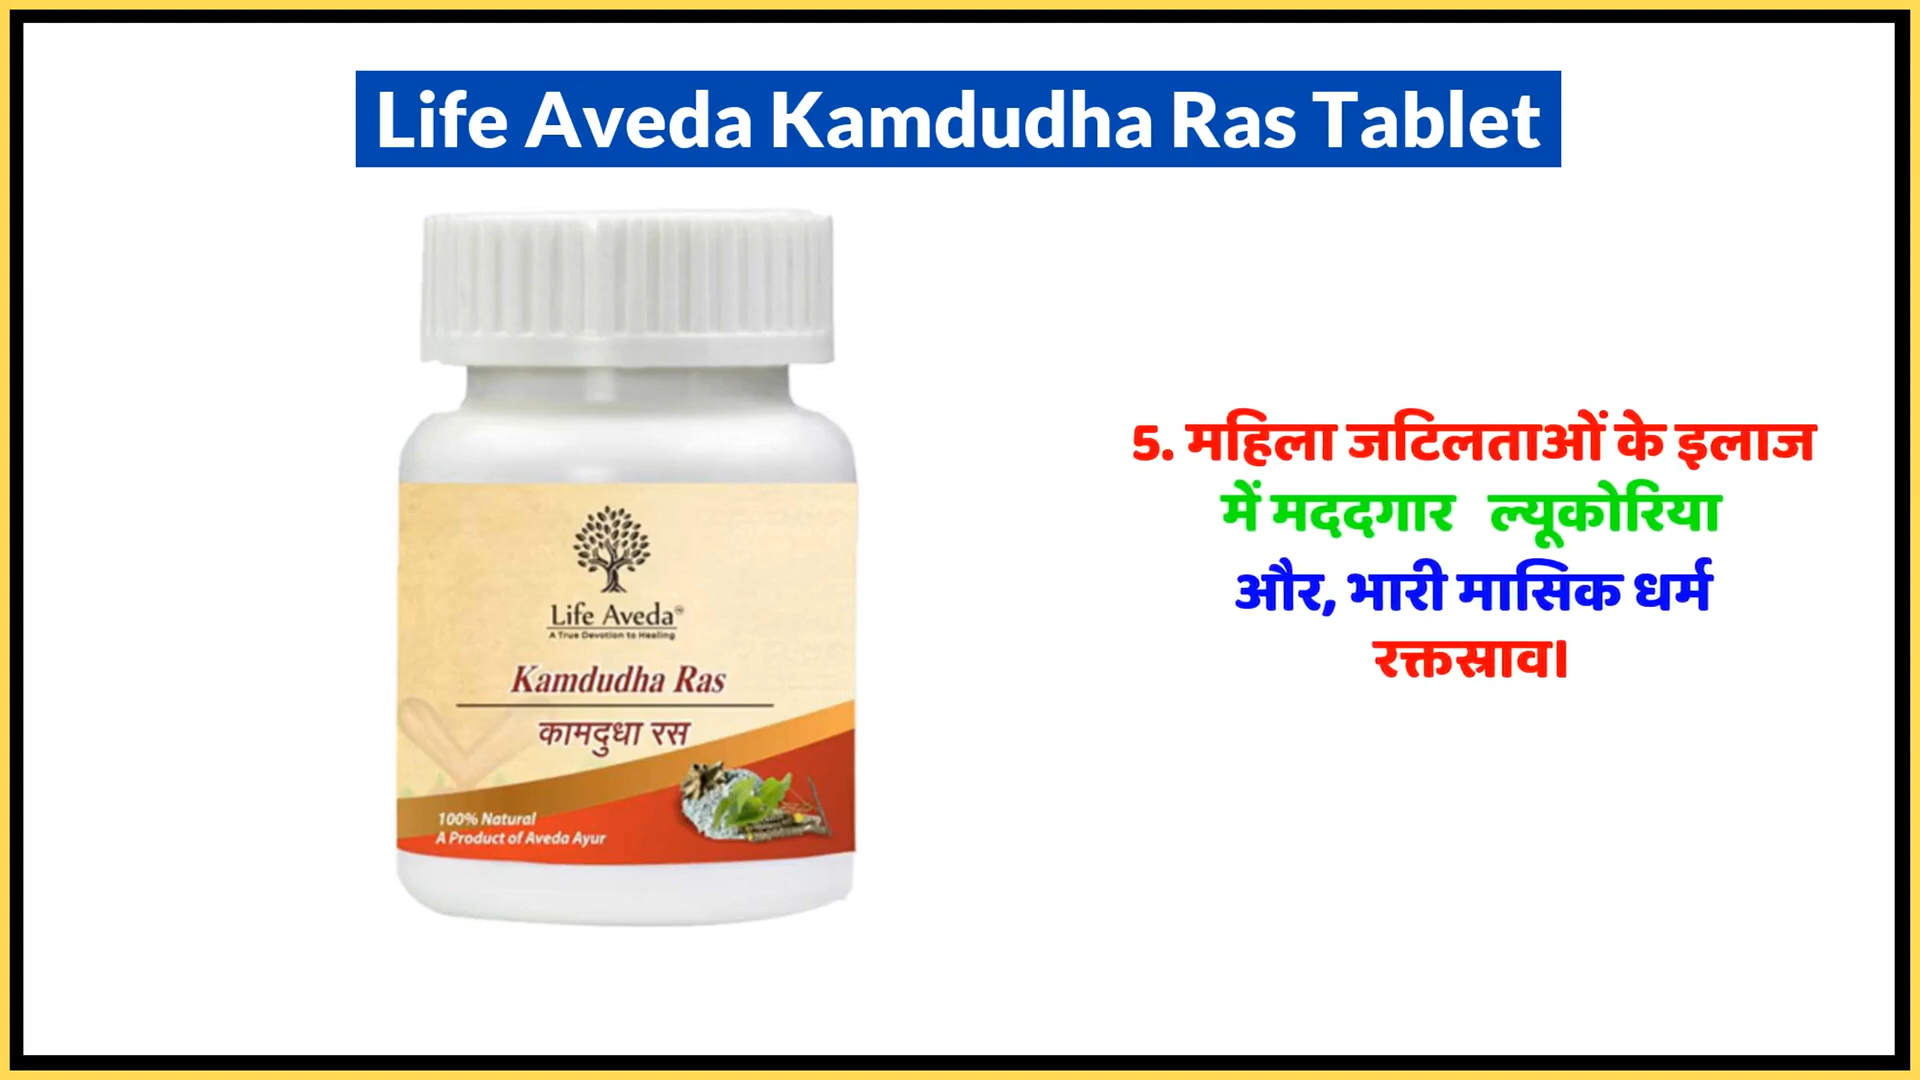 Life Aveda Kamdudha Ras Tablet
Life Aveda™
A True Devotion to Healing
Kamdudha Ras
कामदुधा रस
100% Natural
A Product of Aveda Ayur
5. महिला जटिलताओं के इलाज
में मददगार ल्यूकोरिया
और, भारी मासिक धर्म
रक्तस्राव।